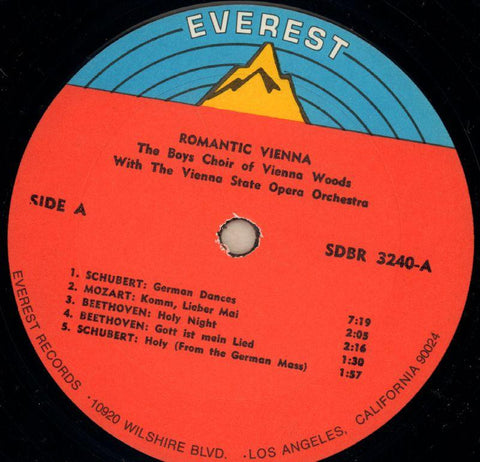 EVEREST
ROMANTIC VIENNA
The Boys Choir of Vienna Woods
With The Vienna State Opera Orchestra
SIDE A
SDBR 3240-A
1. SCHUBERT: German Dances 7:19
2. MOZART: Komm, Lieber Mai 2:05
3. BEETHOVEN: Holy Night 2:16
4. BEETHOVEN: Gott ist mein Lied 1:30
5. SCHUBERT: Holy (From the German Mass) 1:57
EVEREST RECORDS · 10920 WILSHIRE BLVD. · LOS ANGELES, CALIFORNIA 90024